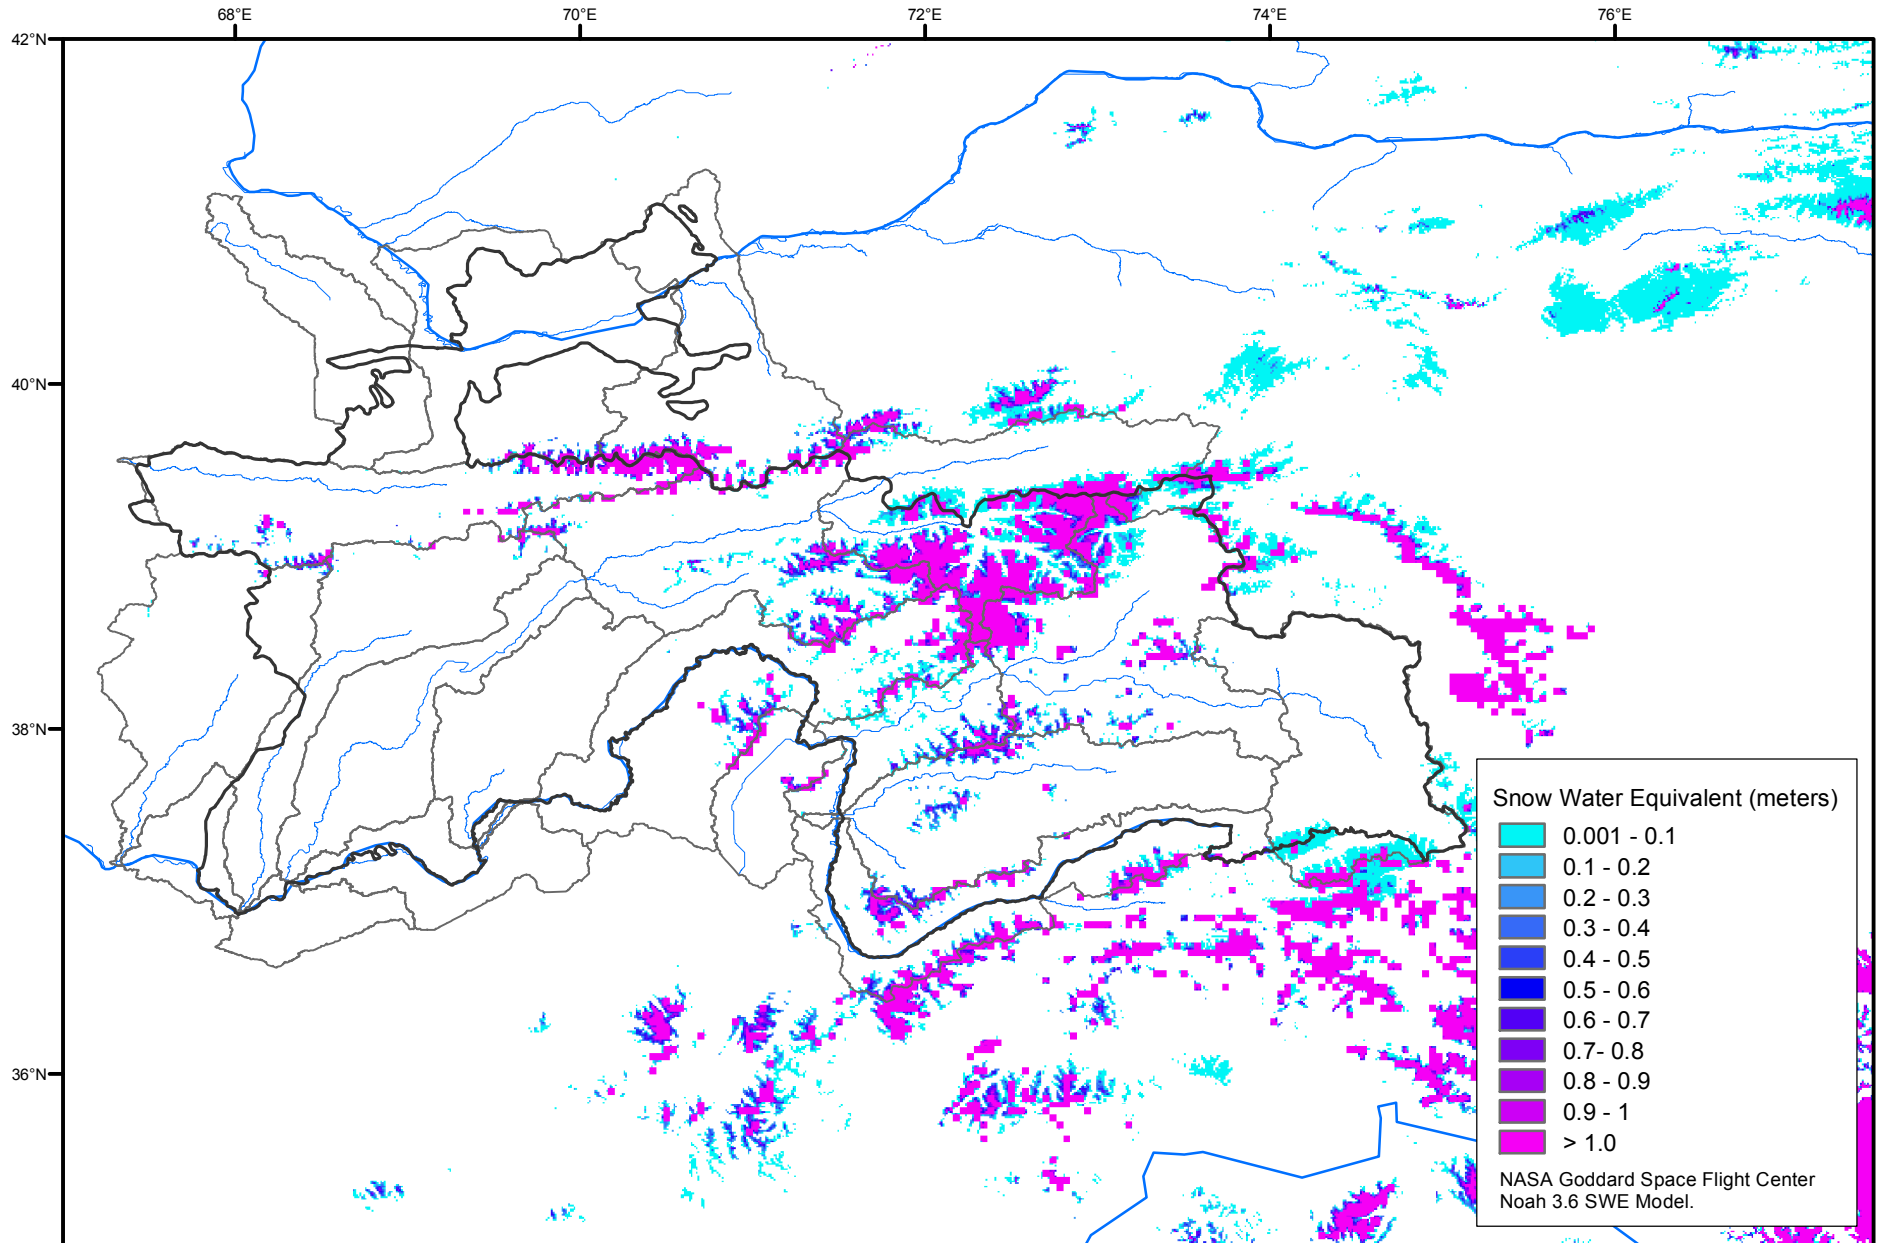 68°E
70°E
72°E
74°E
76°E
42°N
40°N
38°N
36°N
Snow Water Equivalent (meters)
0.001 - 0.1
0.1 - 0.2
0.2 - 0.3
0.3 - 0.4
0.4 - 0.5
0.5 - 0.6
0.6 - 0.7
0.7- 0.8
0.8 - 0.9
0.9 - 1
> 1.0
NASA Goddard Space Flight Center
Noah 3.6 SWE Model.